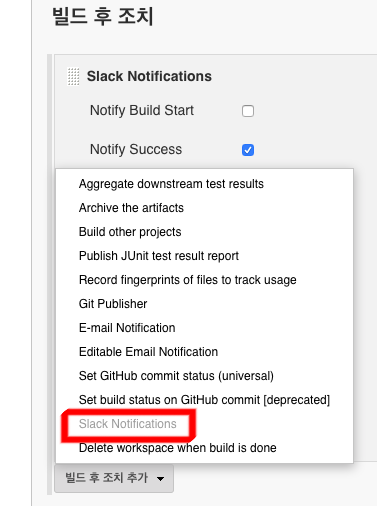 빌드 후 조치
Slack Notifications
Notify Build Start
Notify Success
Aggregate downstream test results
Archive the artifacts
Build other projects
Publish JUnit test result report
Record fingerprints of files to track usage
Git Publisher
E-mail Notification
Editable Email Notification
Set GitHub commit status (universal)
Set build status on GitHub commit [deprecated]
Slack Notifications
Delete workspace when build is done
빌드 후 조치 추가